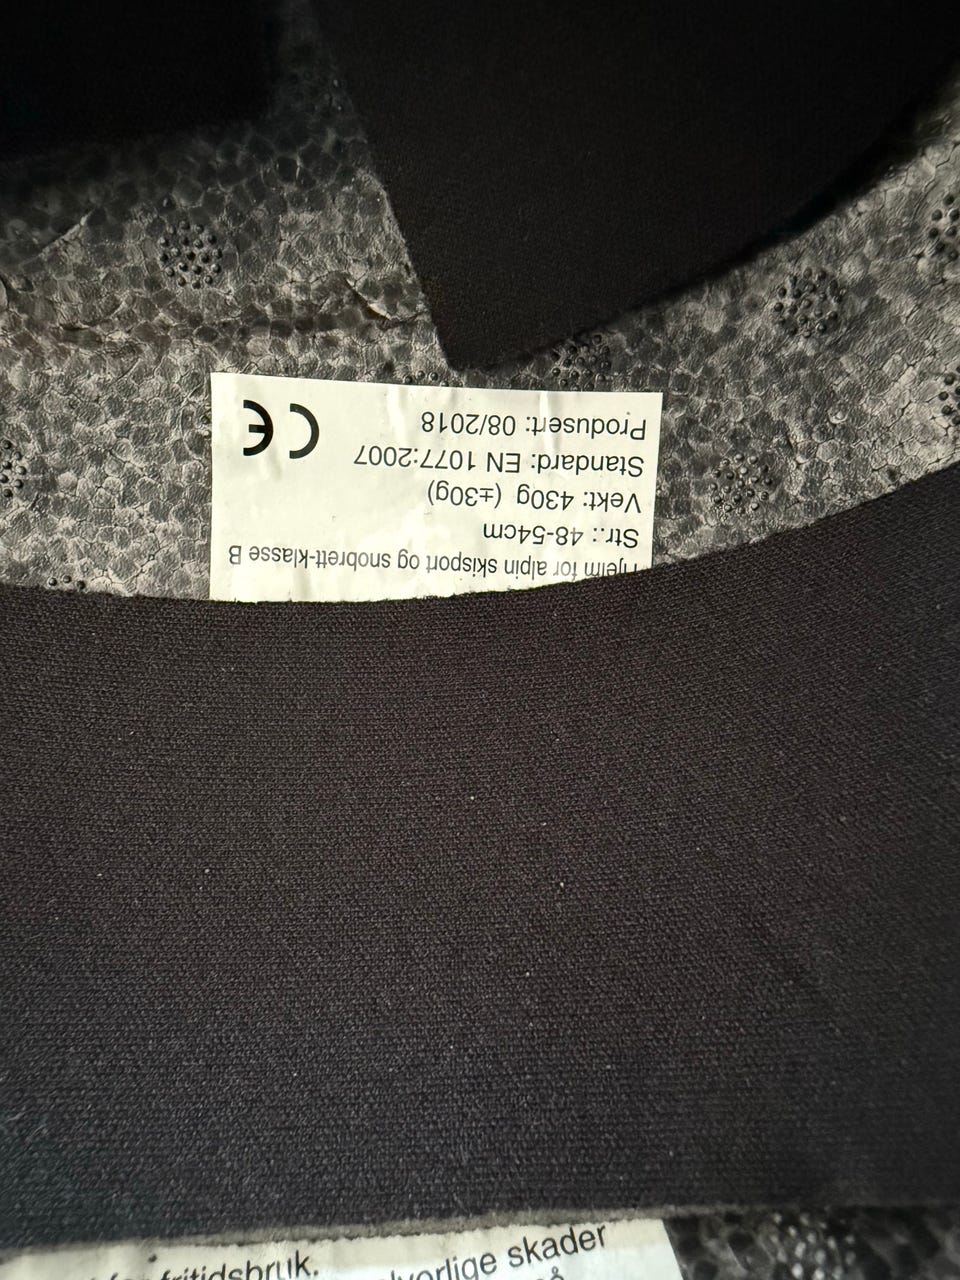 Hjelm for alpin skisport og snobrett-klasse B
Str.: 48-54cm
Vekt: 430g (±30g)
Standard: EN 1077:2007
Produsert: 08/2018
CE
fritidsbruk.
skader